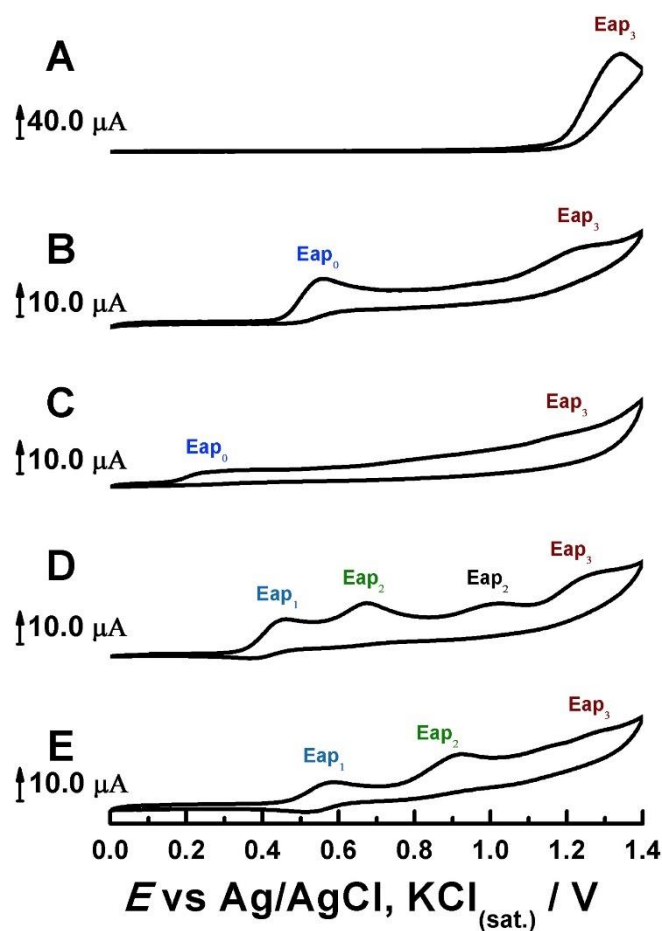 Eap₃
A
40.0 μA
Eap₃
B
Eap₀
10.0 μA
Eap₃
C
Eap₀
10.0 μA
Eap₃
D
Eap₁ Eap₂ Eap₂
10.0 μA
Eap₃
E
Eap₁ Eap₂
10.0 μA
0.0 0.2 0.4 0.6 0.8 1.0 1.2 1.4
E vs Ag/AgCl, KCl(sat.) / V